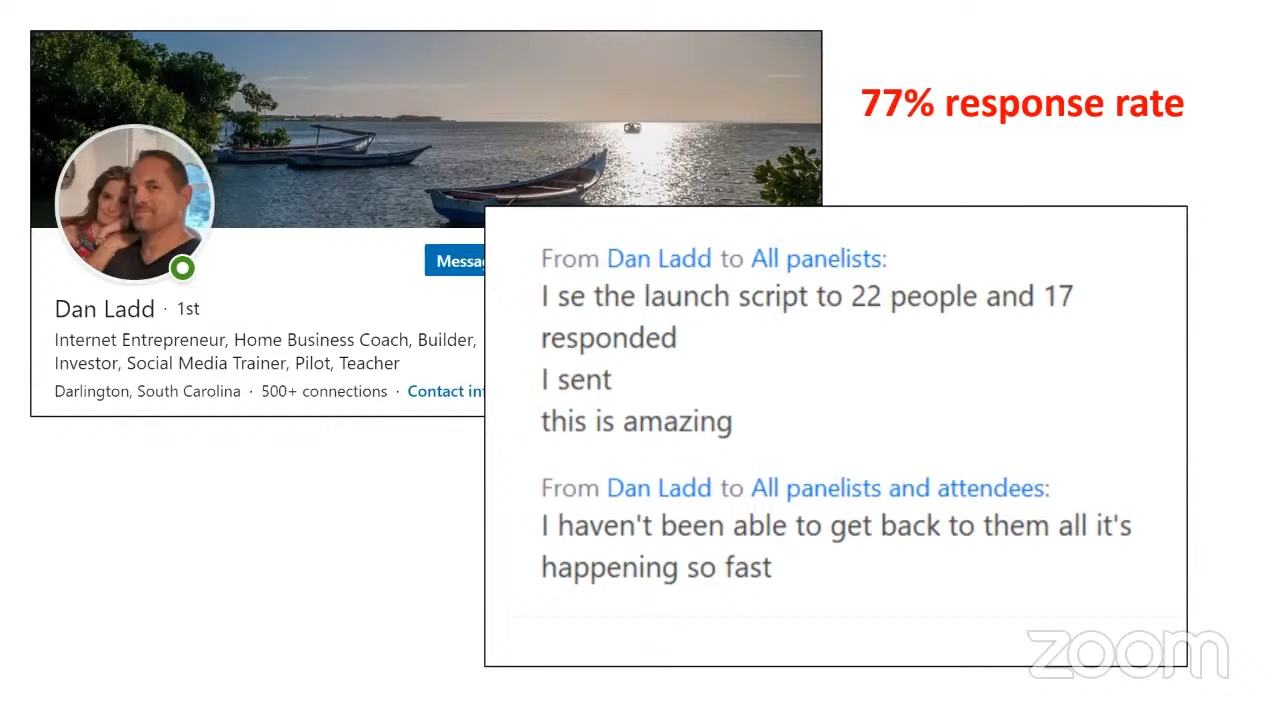 77% response rate
Messa
Dan Ladd · 1st
Internet Entrepreneur, Home Business Coach, Builder,
Investor, Social Media Trainer, Pilot, Teacher
Darlington, South Carolina · 500+ connections · Contact inf
From Dan Ladd to All panelists:
I se the launch script to 22 people and 17
responded
I sent
this is amazing
From Dan Ladd to All panelists and attendees:
I haven't been able to get back to them all it's
happening so fast
zoom